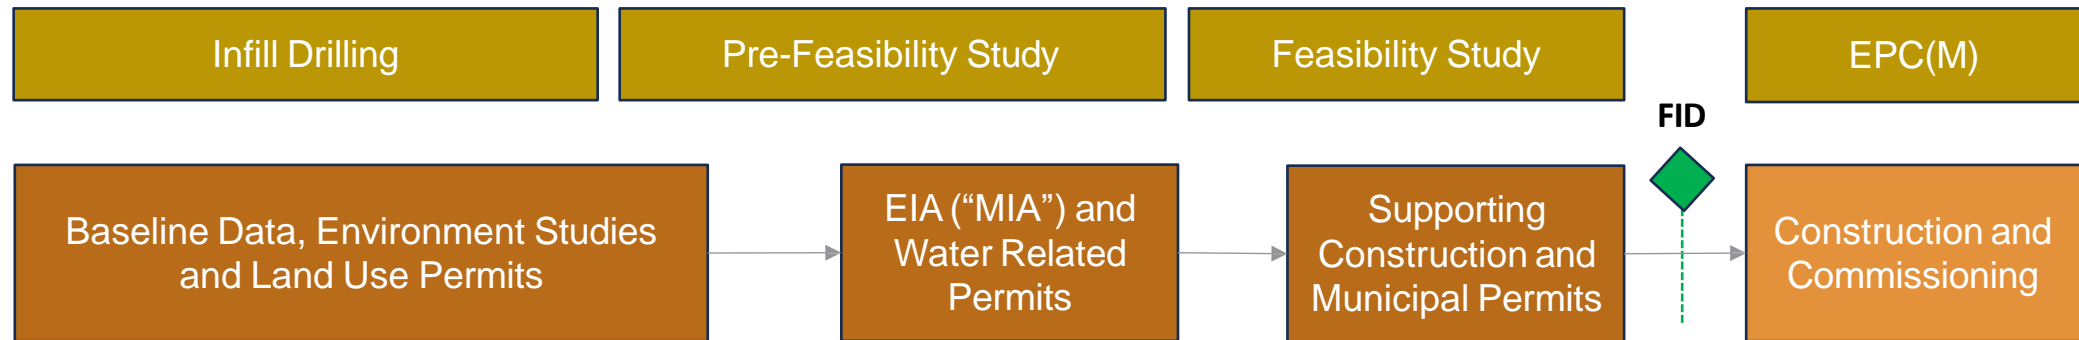 Infill Drilling
Pre-Feasibility Study
Feasibility Study
EPC(M)
FID
Baseline Data, Environment Studies
and Land Use Permits
EIA (“MIA”) and
Water Related
Permits
Supporting
Construction and
Municipal Permits
Construction and
Commissioning